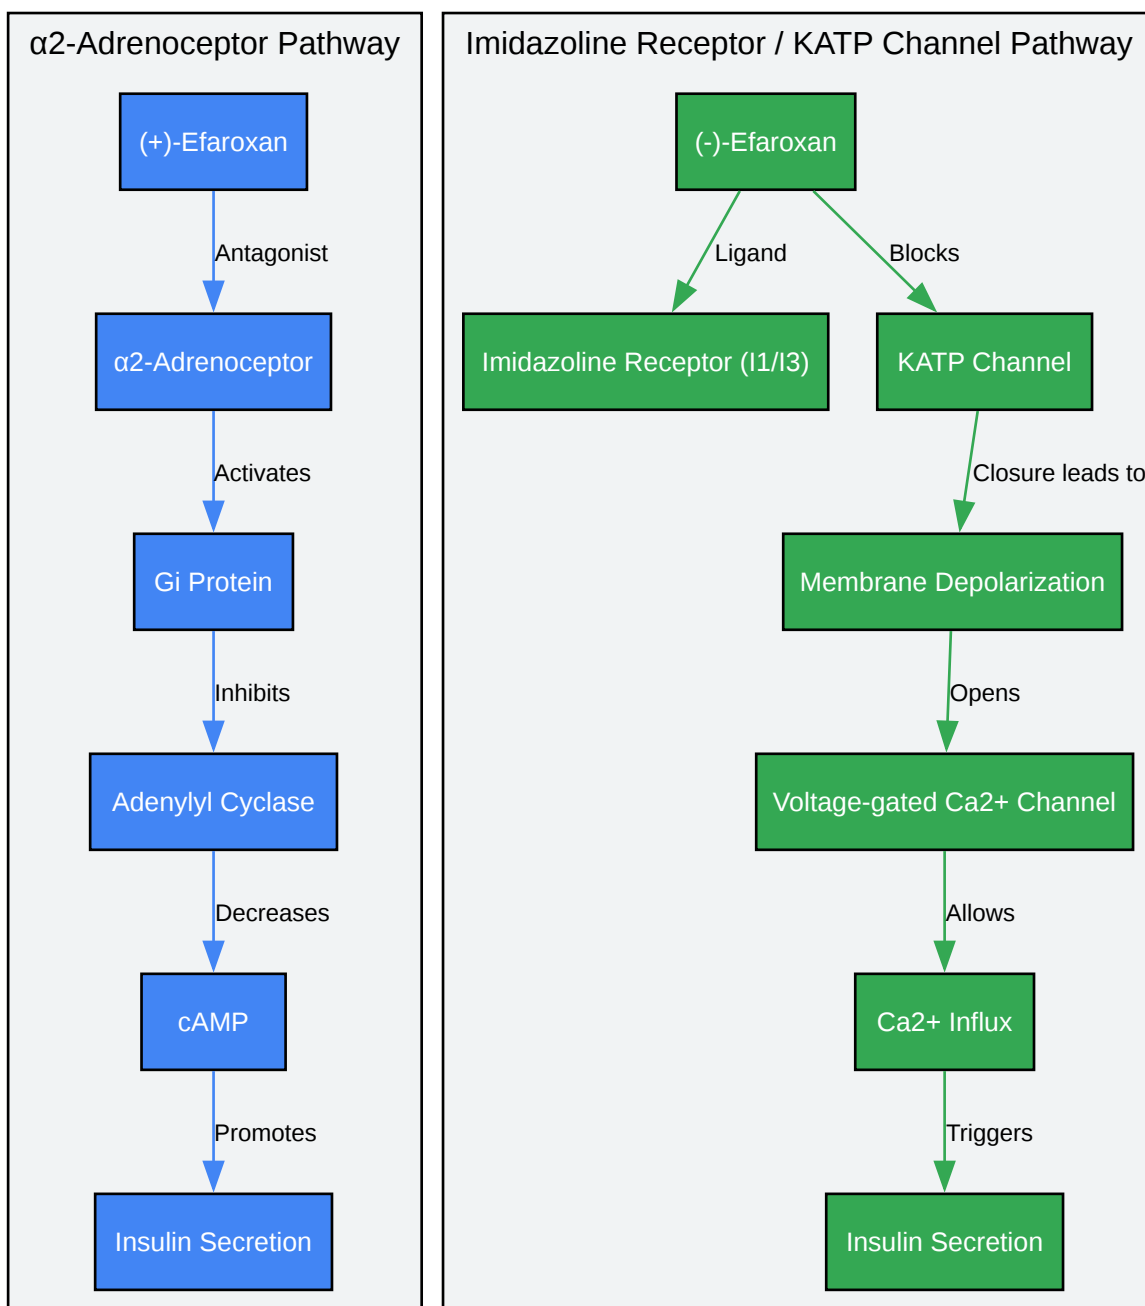 α2-Adrenoceptor Pathway
(+)-Efaroxan
Antagonist
α2-Adrenoceptor
Activates
Gi Protein
Inhibits
Adenylyl Cyclase
Decreases
cAMP
Promotes
Insulin Secretion
Imidazoline Receptor / KATP Channel Pathway
(-)-Efaroxan
Ligand
Blocks
Imidazoline Receptor (I1/I3)
KATP Channel
Closure leads to
Membrane Depolarization
Opens
Voltage-gated Ca2+ Channel
Allows
Ca2+ Influx
Triggers
Insulin Secretion